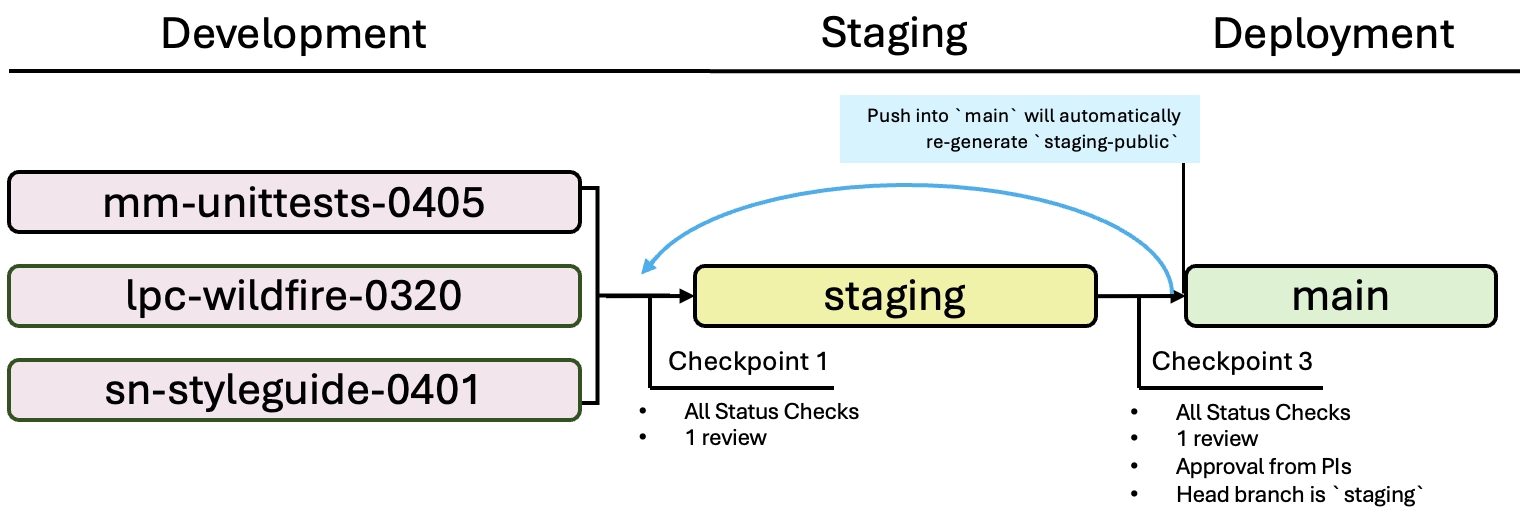 Development
Staging
Deployment
Push into `main` will automatically
re-generate `staging-public`
mm-unittests-0405
lpc-wildfire-0320
sn-styleguide-0401
staging
main
Checkpoint 1
• All Status Checks
• 1 review
Checkpoint 3
• All Status Checks
• 1 review
• Approval from PIs
• Head branch is `staging`